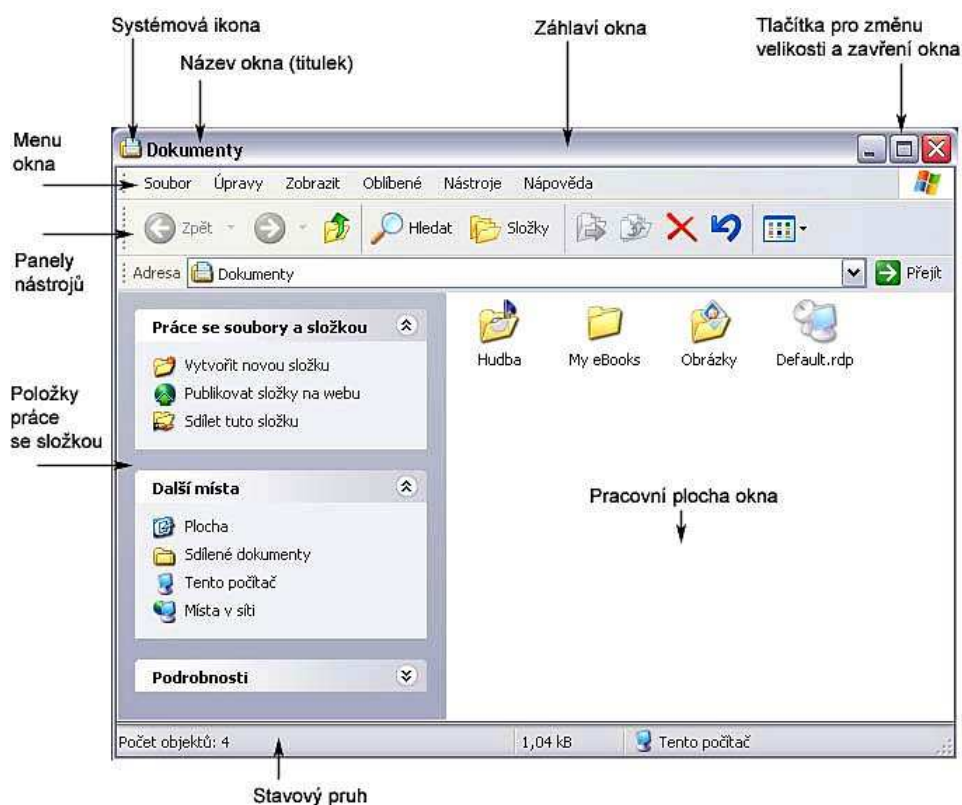 Systémová ikona
Záhlaví okna
Tlačítka pro změnu
velikosti a zavření okna
Název okna (titulek)
Menu
okna
Dokumenty
Soubor Úpravy Zobrazit Oblíbené Nástroje Nápověda
Zpět Hledat Složky
Panely
nástrojů
Adresa Dokumenty Přejít
Práce se soubory a složkou
Vytvořit novou složku
Publikovat složky na webu
Sdílet tuto složku
Hudba My eBooks Obrázky Default.rdp
Položky
práce
se složkou
Další místa
Plocha
Sdílené dokumenty
Tento počítač
Místa v síti
Pracovní plocha okna
Podrobnosti
Počet objektů: 4 1,04 kB Tento počítač
Stavový pruh